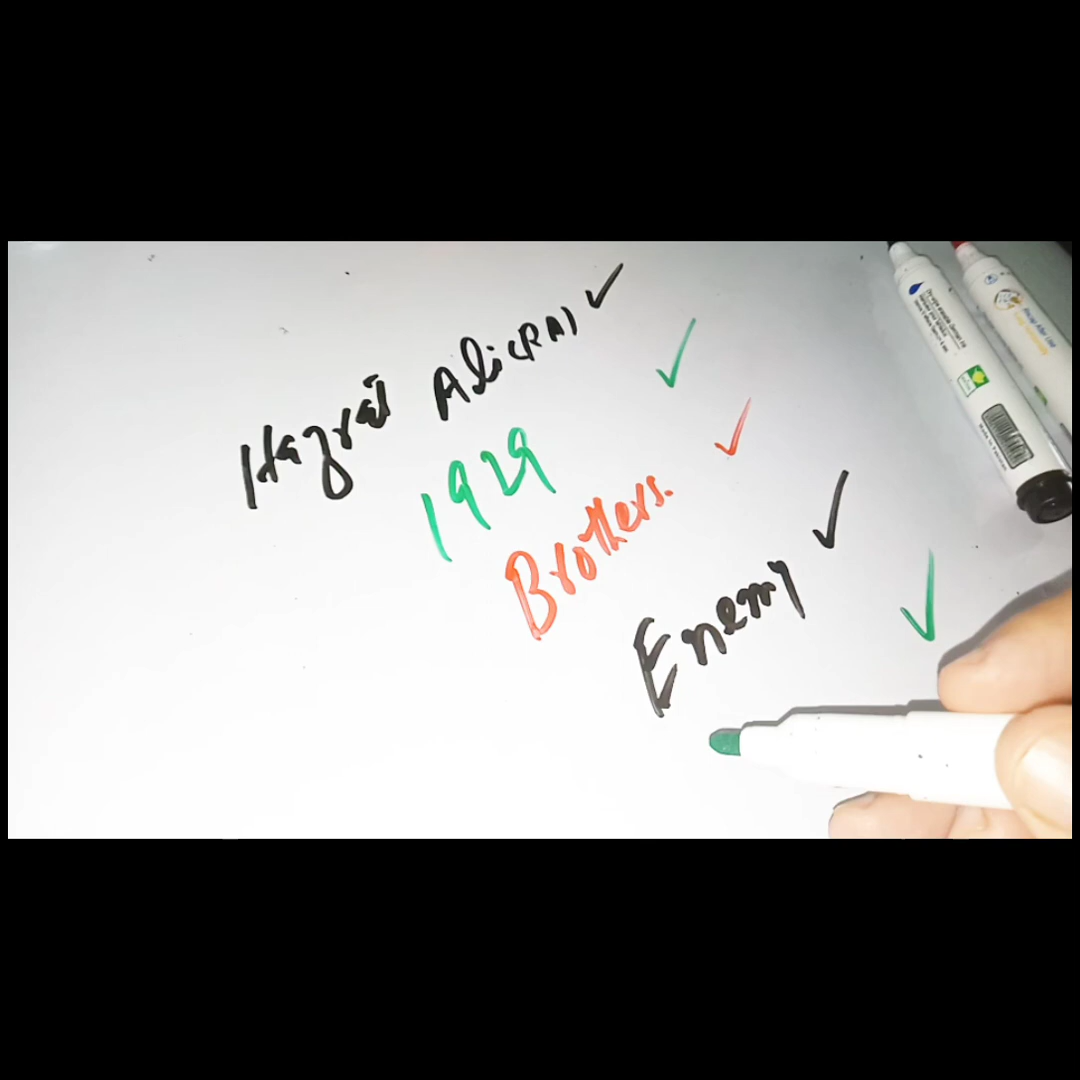 Hazrat Ali (RA) ✓
1929 ✓
Brothers. ✓
Enemy ✓
✓